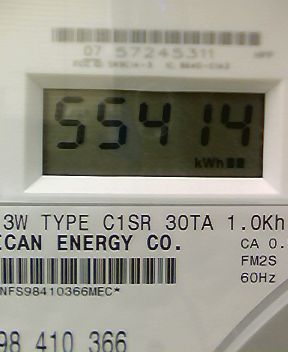 07 57245311
55414
kWh
3W TYPE C1SR 30TA 1.0Kh
ICAN ENERGY CO.
CA 0.
FM2S
60Hz
NFS98410366MEC*
98 410 366